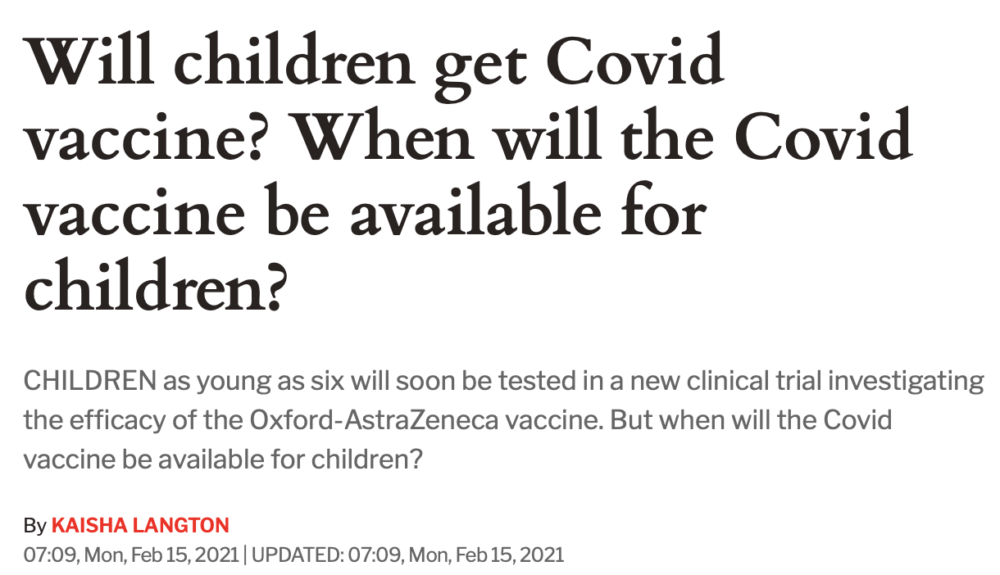 Will children get Covid
vaccine? When will the Covid
vaccine be available for
children?
CHILDREN as young as six will soon be tested in a new clinical trial investigating
the efficacy of the Oxford-AstraZeneca vaccine. But when will the Covid
vaccine be available for children?
By KAISHA LANGTON
07:09, Mon, Feb 15, 2021 | UPDATED: 07:09, Mon, Feb 15, 2021